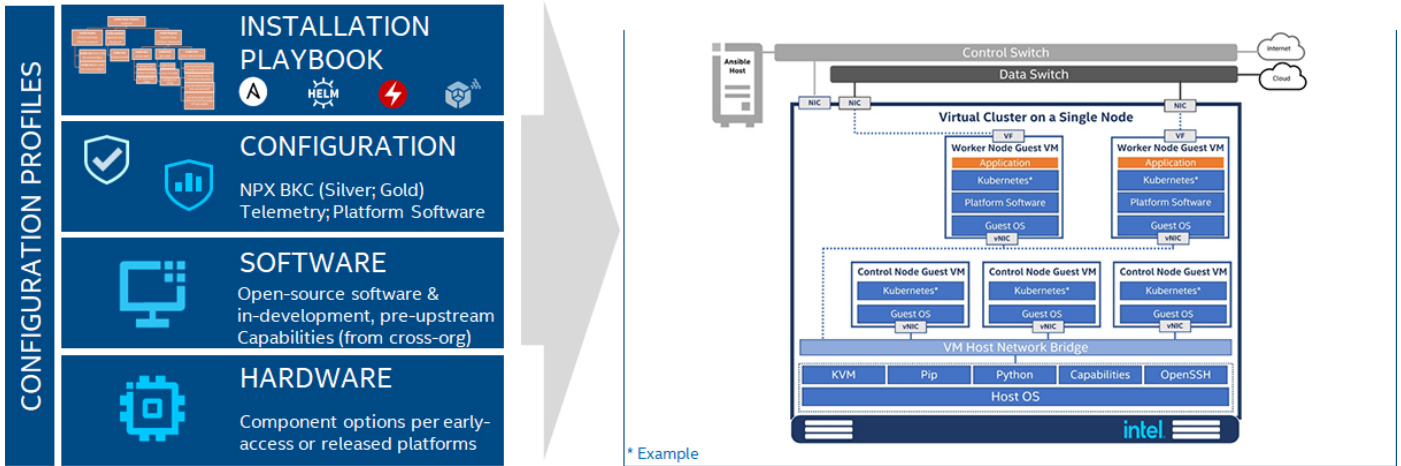 CONFIGURATION PROFILES
INSTALLATION
PLAYBOOK
A
HELM
CONFIGURATION
NPX BKC (Silver; Gold)
Telemetry; Platform Software
SOFTWARE
Open-source software &
in-development, pre-upstream
Capabilities (from cross-org)
HARDWARE
Component options per early-
access or released platforms
Ansible
Host
Control Switch
Internet
Data Switch
Cloud
NIC
NIC
NIC
Virtual Cluster on a Single Node
VF
VF
Worker Node Guest VM
Application
Kubernetes*
Platform Software
Guest OS
vNIC
Worker Node Guest VM
Application
Kubernetes*
Platform Software
Guest OS
vNIC
Control Node Guest VM
Kubernetes*
Guest OS
vNIC
Control Node Guest VM
Kubernetes*
Guest OS
vNIC
Control Node Guest VM
Kubernetes*
Guest OS
vNIC
VM Host Network Bridge
KVM
Pip
Python
Capabilities
OpenSSH
Host OS
intel.
* Example